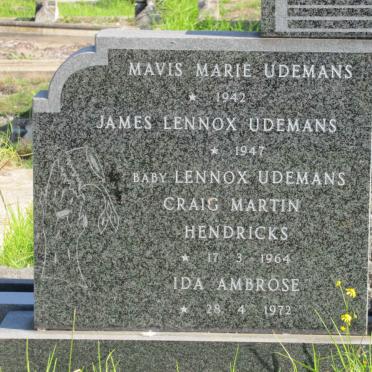 MAVIS MARIE UDEMANS
★ 1942
JAMES LENNOX UDEMANS
★ 1947
BABY LENNOX UDEMANS
CRAIG MARTIN
HENDRICKS
★ 17 3 1964
IDA AMBROSE
★ 28. 4. 1972